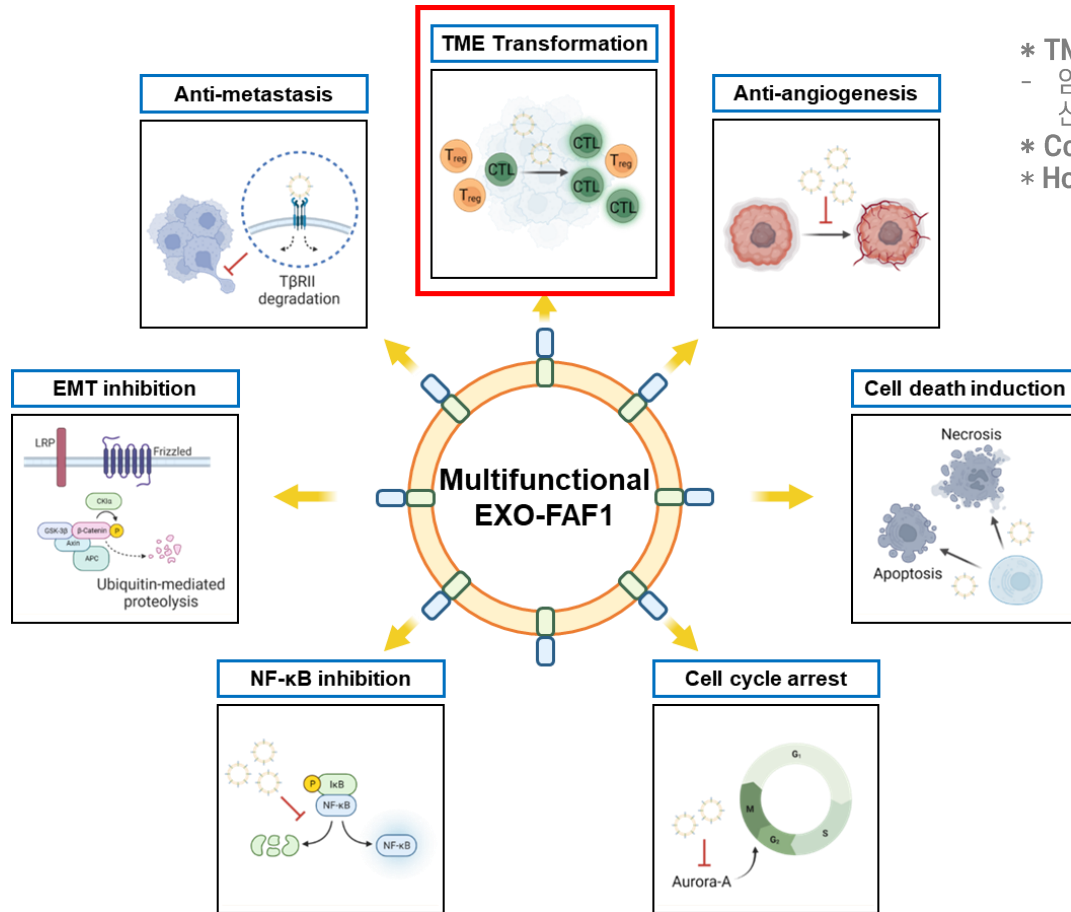 TME Transformation
Treg
Treg
CTL
CTL
CTL
CTL
Treg
* TM
- 암
* Co
* Ho
Anti-metastasis
TβRII
degradation
Anti-angiogenesis
EMT inhibition
LRP
Frizzled
CKIα
GSK-3β
β-Catenin
P
Axin
APC
Ubiquitin-mediated
proteolysis
Multifunctional
EXO-FAF1
Cell death induction
Necrosis
Apoptosis
NF-κB inhibition
P
IκB
NF-κB
NF-κB
Cell cycle arrest
G₁
M
S
G₂
Aurora-A